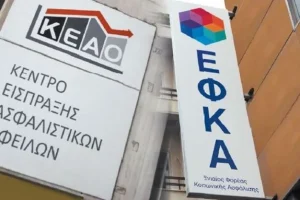 ΚΕΑΟ
ΚΕΝΤΡΟ
ΕΙΣΠΡΑΞΗΣ
ΑΣΦΑΛΙΣΤΙΚΩΝ
ΦΕΙΛΩΝ
ΕΦΚΑ
Ενιαίος Φορέας
Κοινωνικής Ασφάλισης